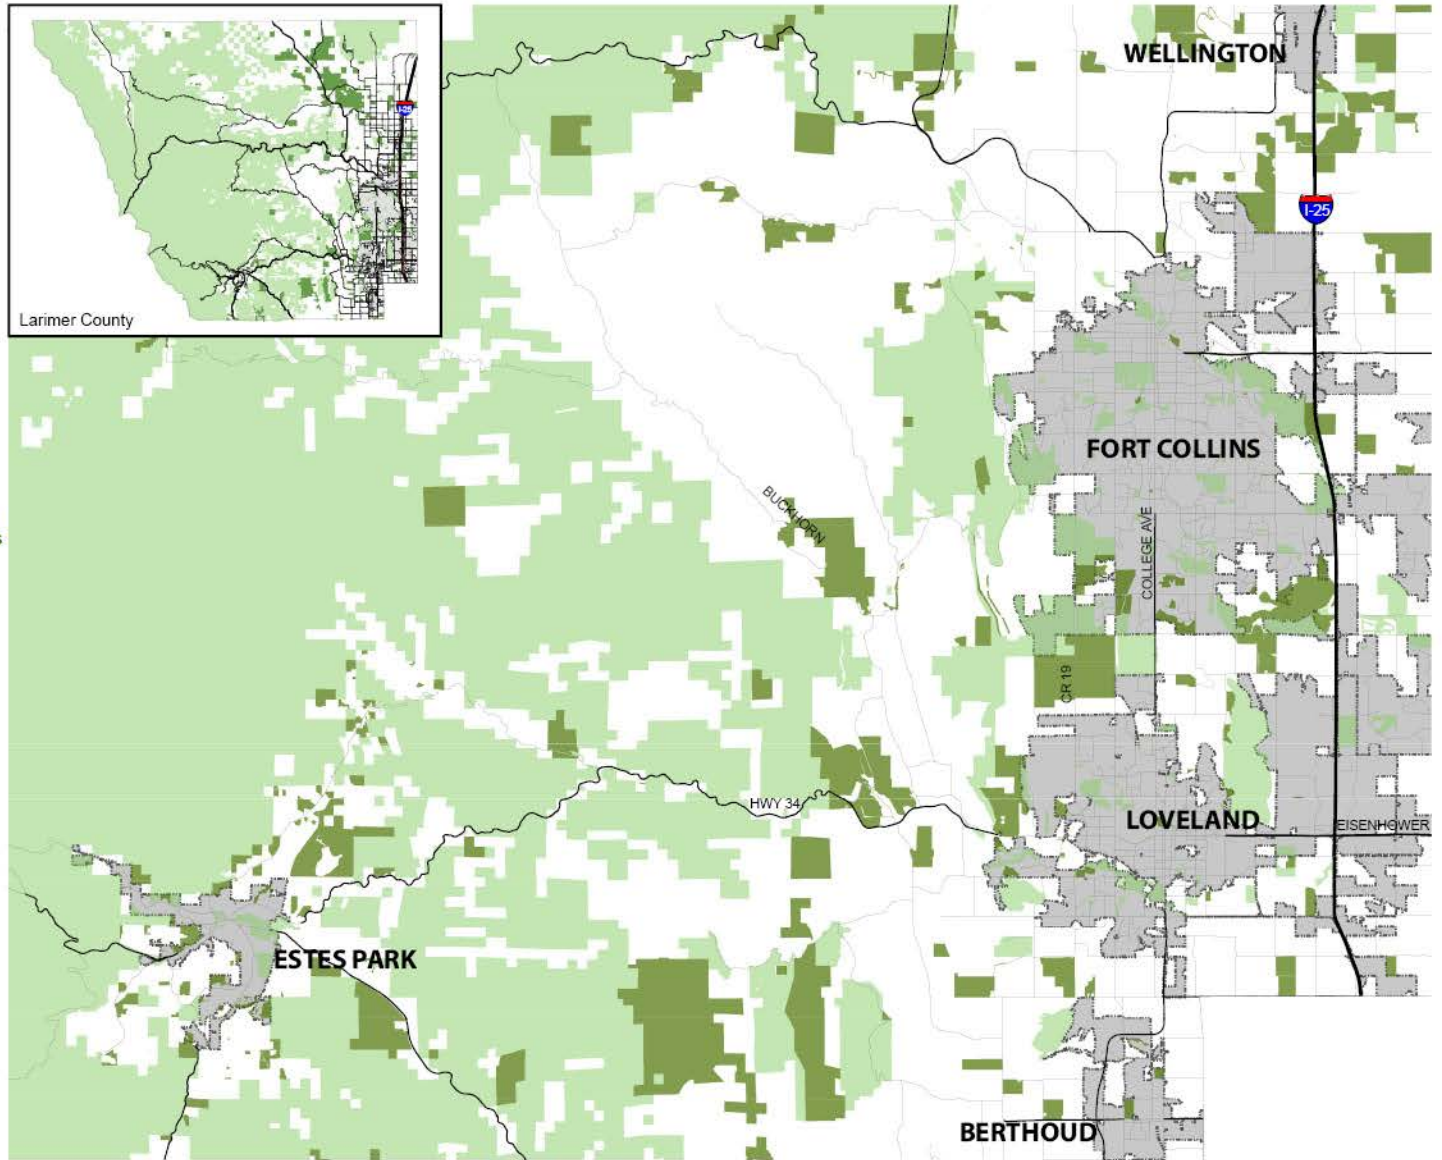 WELLINGTON
I-25
I-25
Larimer County
FORT COLLINS
BUCKHORN
COLLEGE AVE
CR 19
HWY 34
LOVELAND
EISENHOWER
ESTES PARK
BERTHOUD